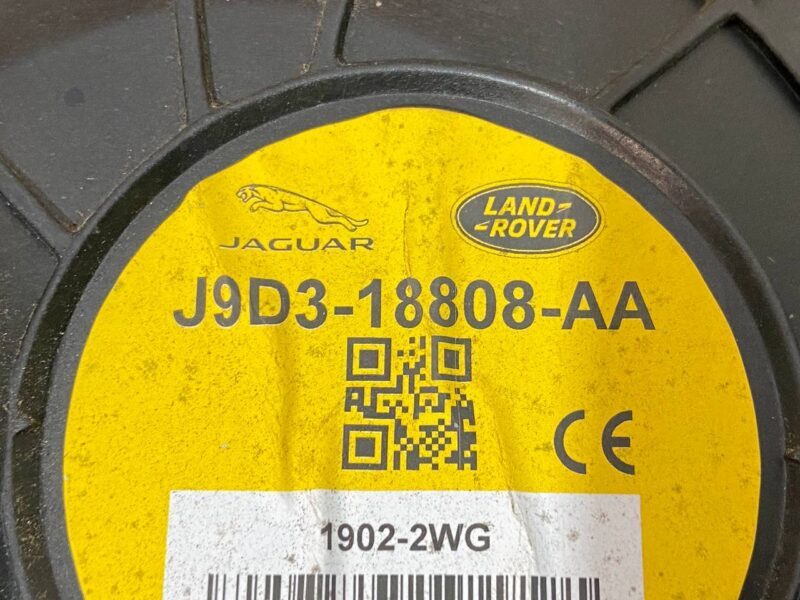 JAGUAR
LAND-
-ROVER
J9D3-18808-AA
CE
1902-2WG